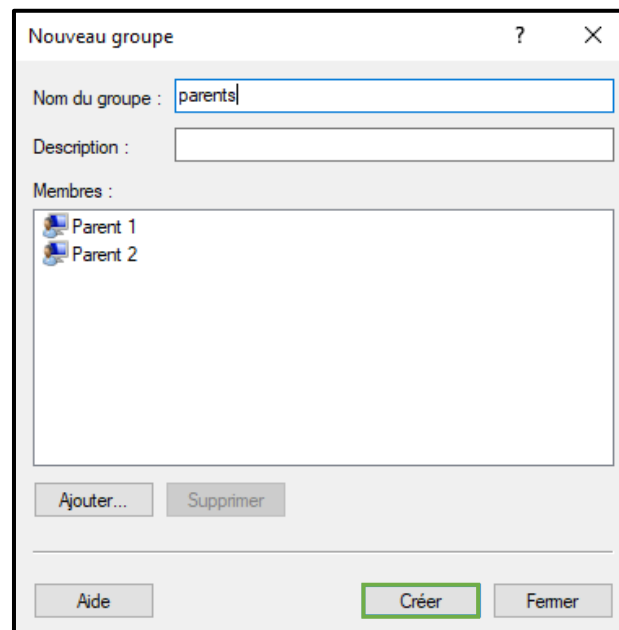 Nouveau groupe ?
Nom du groupe : parents
Description :
Membres :
Parent 1
Parent 2
Ajouter... Supprimer
Aide Créer Fermer